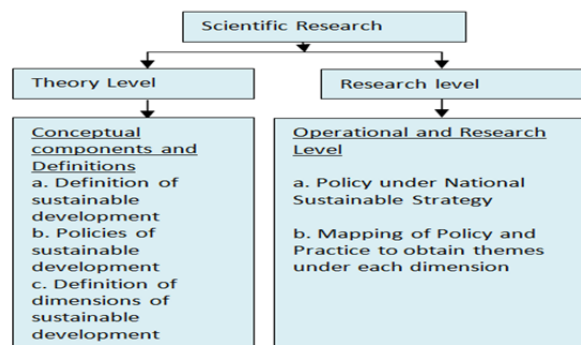 Scientific Research
Theory Level
Research level
Conceptual
components and
Definitions
a. Definition of
sustainable
development
b. Policies of
sustainable
development
c. Definition of
dimensions of
sustainable
development
Operational and Research
Level
a. Policy under National
Sustainable Strategy
b. Mapping of Policy and
Practice to obtain themes
under each dimension